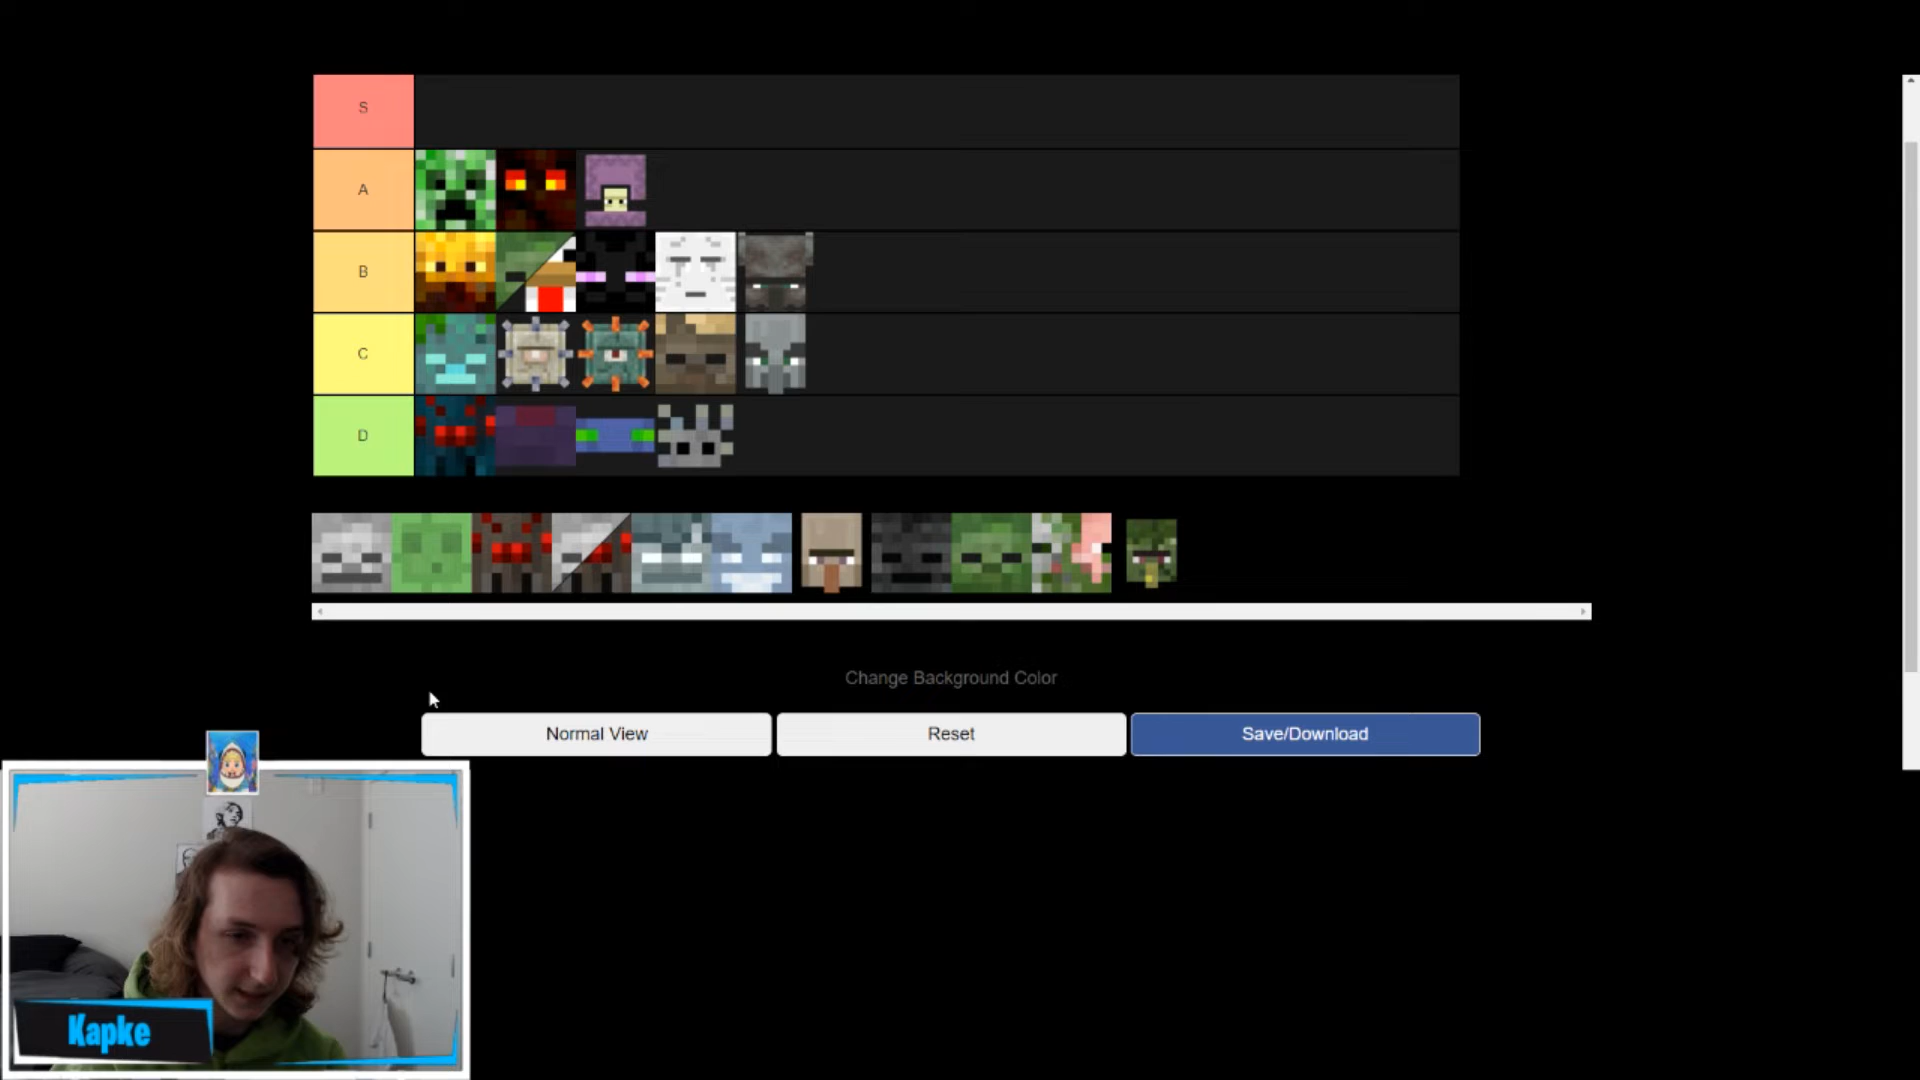 S
A
B
C
D
Change Background Color
Normal View
Reset
Save/Download
Kapke